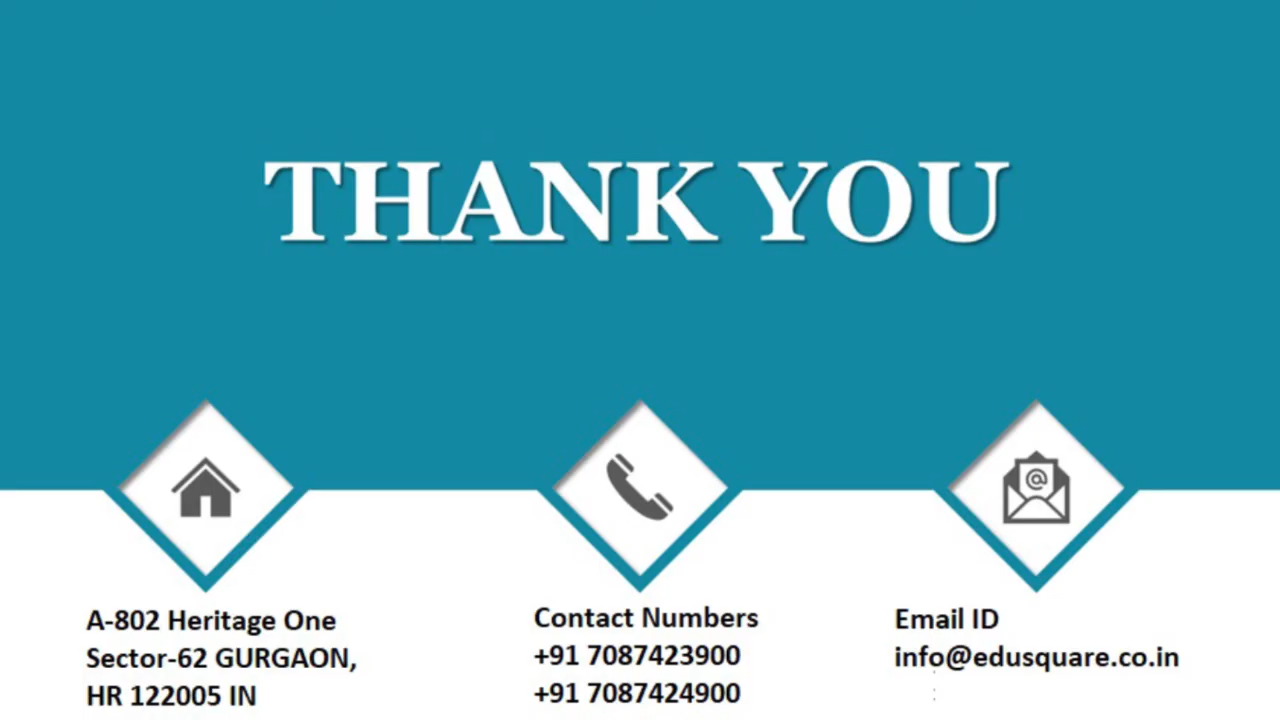 THANK YOU
A-802 Heritage One
Sector-62 GURGAON,
HR 122005 IN
Contact Numbers
+91 7087423900
+91 7087424900
Email ID
info@edusquare.co.in